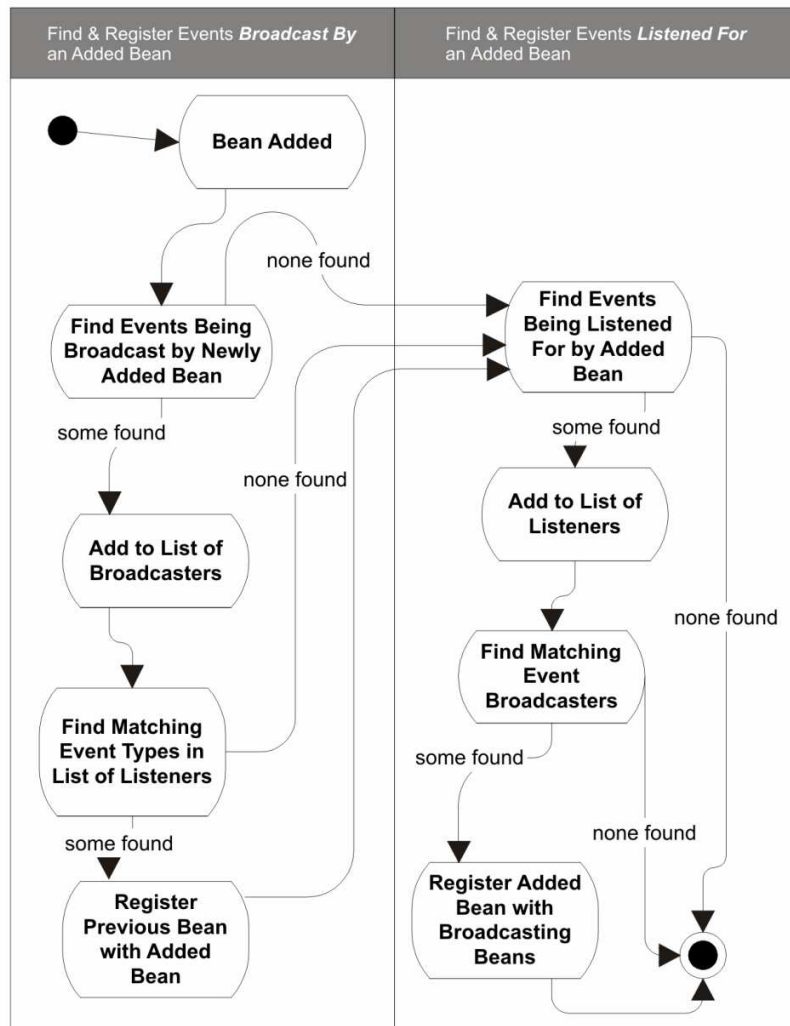 Find & Register Events Broadcast By
an Added Bean
Find & Register Events Listened For
an Added Bean
Bean Added
none found
Find Events Being
Broadcast by Newly
Added Bean
Find Events
Being Listened
For by Added
Bean
some found
some found
none found
Add to List of
Broadcasters
Add to List of
Listeners
none found
Find Matching
Event Types in
List of Listeners
Find Matching
Event
Broadcasters
some found
some found
none found
Register
Previous Bean
with Added
Bean
Register Added
Bean with
Broadcasting
Beans